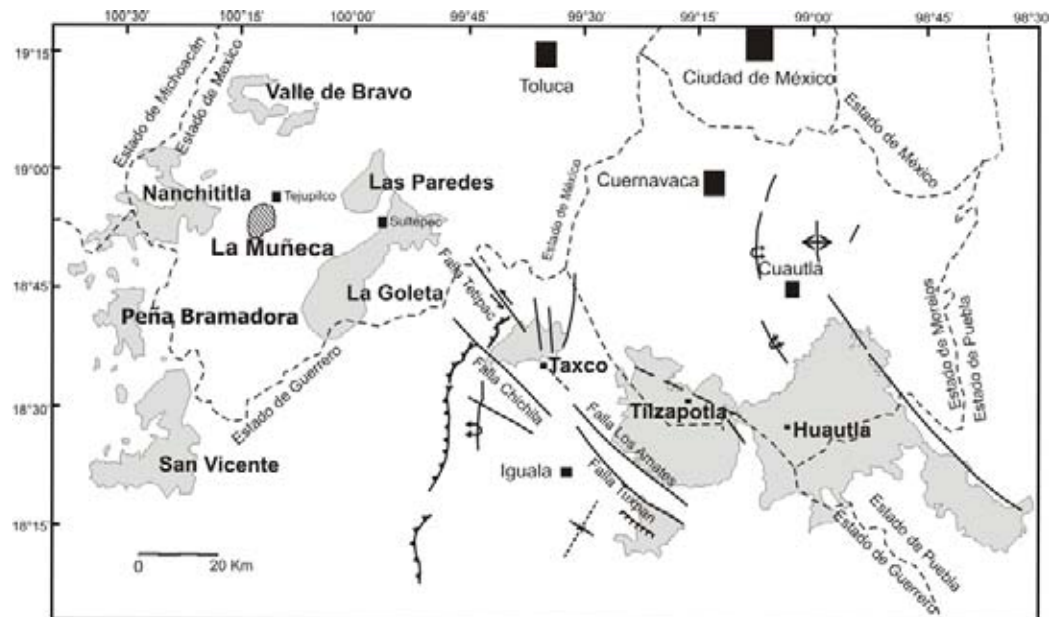 100°30' 100°15' 100°00' 99°45' 99°30' 99°15' 99°00' 98°45' 98°30'
19°15'
19°00'
18°45'
18°30'
18°15'
Estado de Michoacán
Estado de Mexico
Valle de Bravo
Toluca
Ciudad de México
Estado de México
Nanchititla
Tejupilco
Las Paredes
Sultepec
La Muñeca
Estado de México
Cuernavaca
Cuautla
Peña Bramadora
La Goleta
Falla Tetipac
Estado de Morelos
Estado de Puebla
Estado de Guerrero
Taxco
Falla Chichila
Tilzapotla
Huautla
Falla Los Amates
San Vicente
Iguala
Falla Tuxpan
Estado de Puebla
Estado de Guerrero
0 20 Km